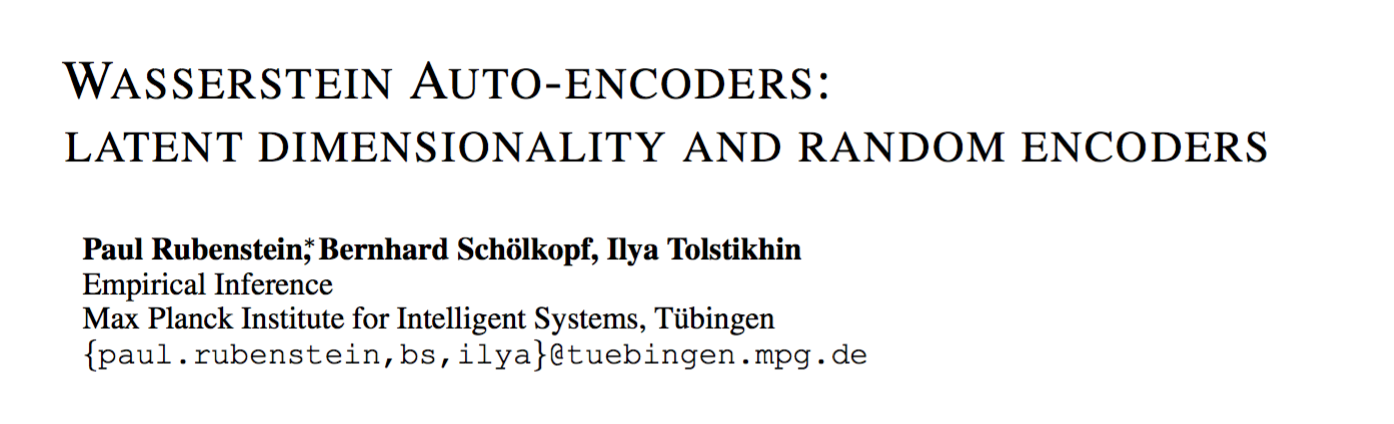 WASSERSTEIN AUTO-ENCODERS:
LATENT DIMENSIONALITY AND RANDOM ENCODERS
Paul Rubenstein,* Bernhard Schölkopf, Ilya Tolstikhin
Empirical Inference
Max Planck Institute for Intelligent Systems, Tübingen
{paul.rubenstein,bs,ilya}@tuebingen.mpg.de